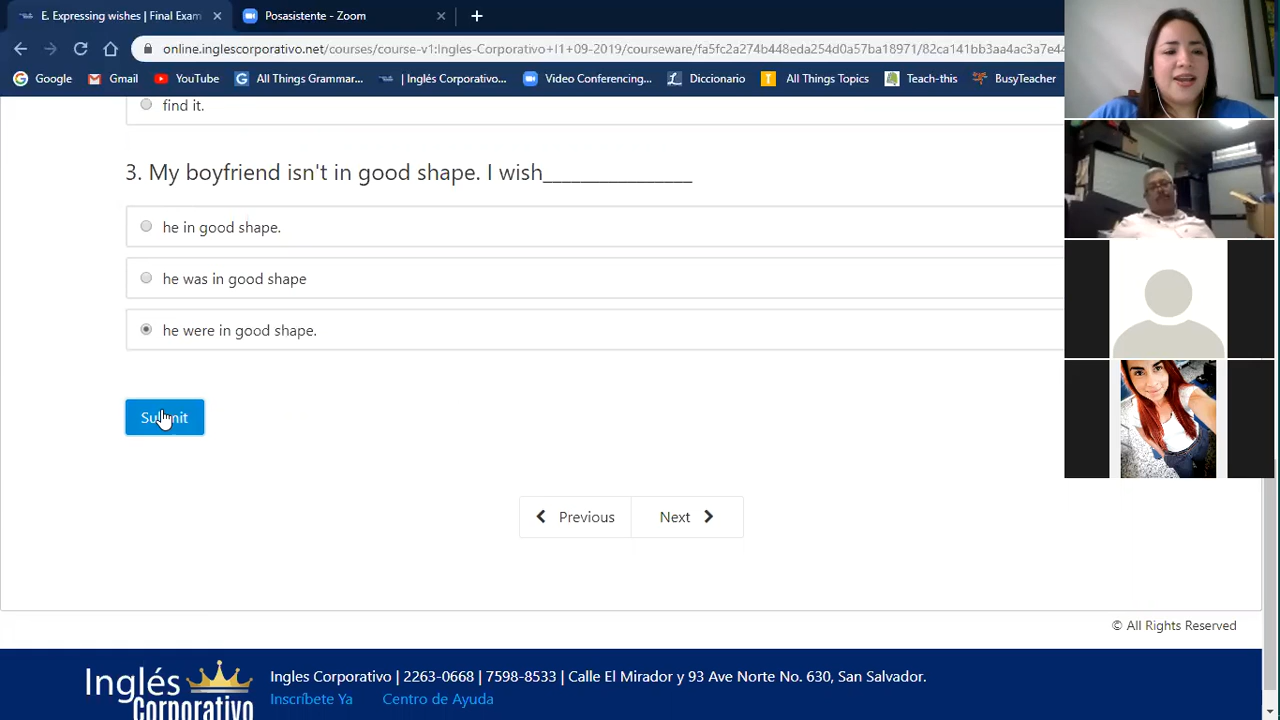 E. Expressing wishes | Final Exam
Posasistente - Zoom
online.inglescorporativo.net/courses/course-v1:Ingles-Corporativo+I1+09-2019/courseware/fa5fc2a274b448eda254d0a57ba18971/82ca141bb3aa4ac3a7e44
Google
Gmail
YouTube
All Things Grammar...
| Inglés Corporativo...
Video Conferencing...
Diccionario
All Things Topics
Teach-this
BusyTeacher
find it.
3. My boyfriend isn't in good shape. I wish________________
he in good shape.
he was in good shape
he were in good shape.
Submit
Previous
Next
© All Rights Reserved
Inglés
Corporativo
Ingles Corporativo | 2263-0668 | 7598-8533 | Calle El Mirador y 93 Ave Norte No. 630, San Salvador.
Inscríbete Ya
Centro de Ayuda